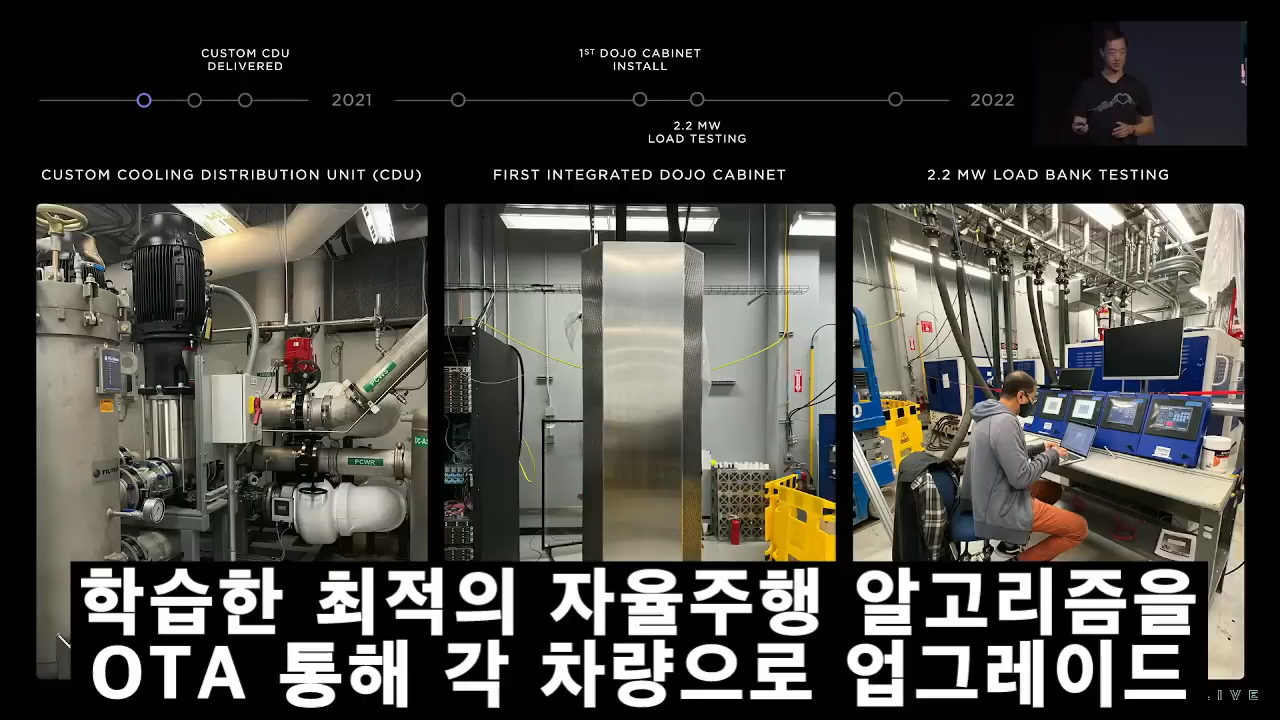 CUSTOM CDU
DELIVERED
1ST DOJO CABINET
INSTALL
2021
2022
2.2 MW
LOAD TESTING
CUSTOM COOLING DISTRIBUTION UNIT (CDU)
FIRST INTEGRATED DOJO CABINET
2.2 MW LOAD BANK TESTING
PCWS
PCWR
학습한 최적의 자율주행 알고리즘을
OTA 통해 각 차량으로 업그레이드
LIVE